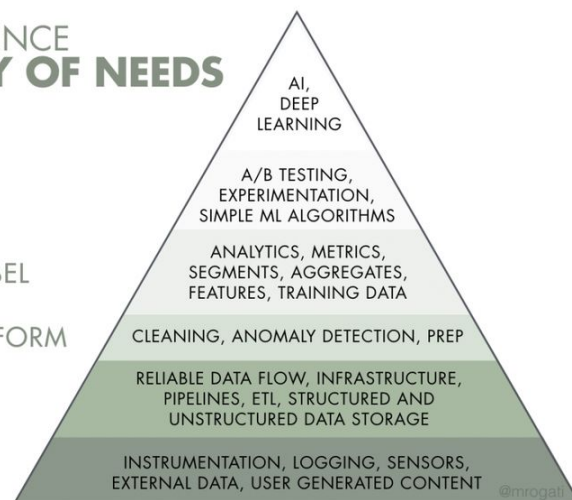 NCE
Y OF NEEDS
AI,
DEEP
LEARNING
A/B TESTING,
EXPERIMENTATION,
SIMPLE ML ALGORITHMS
ANALYTICS, METRICS,
SEGMENTS, AGGREGATES,
FEATURES, TRAINING DATA
EL
CLEANING, ANOMALY DETECTION, PREP
FORM
RELIABLE DATA FLOW, INFRASTRUCTURE,
PIPELINES, ETL, STRUCTURED AND
UNSTRUCTURED DATA STORAGE
INSTRUMENTATION, LOGGING, SENSORS,
EXTERNAL DATA, USER GENERATED CONTENT
@mrogati